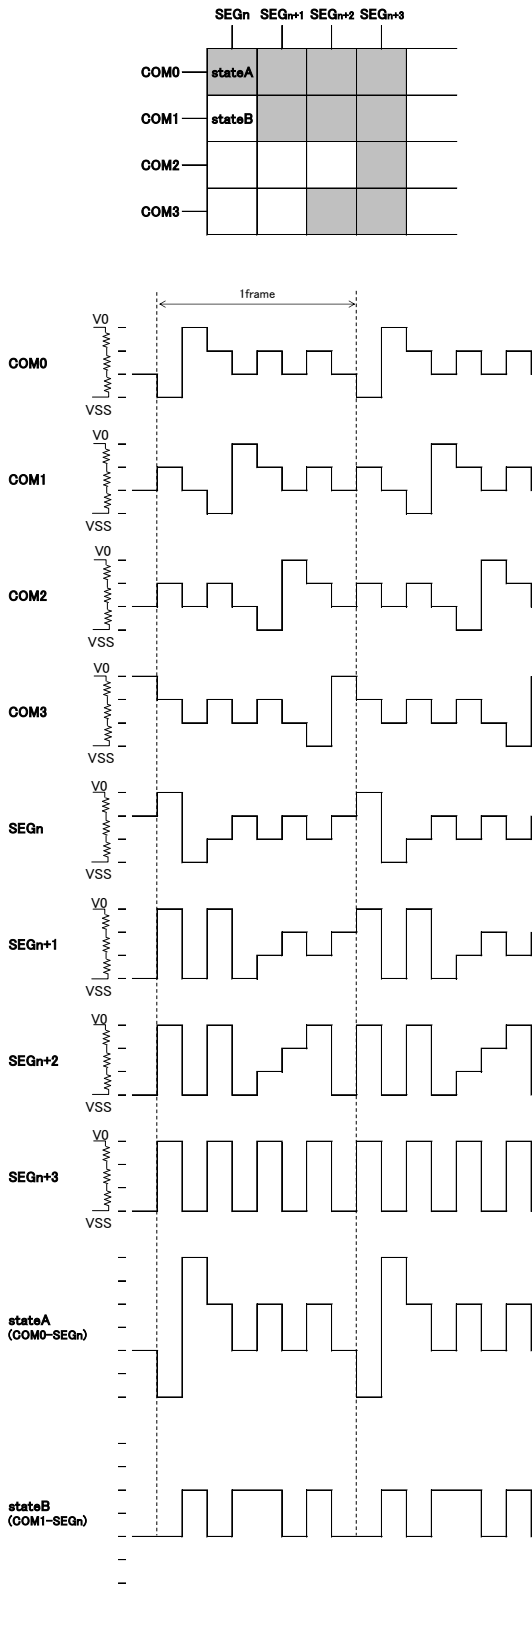 SEGn SEGn+1 SEGn+2 SEGn+3
COM0 stateA
COM1 stateB
COM2
COM3
1frame
V0
COM0
VSS
V0
COM1
VSS
V0
COM2
VSS
V0
COM3
VSS
V0
SEGn
VSS
V0
SEGn+1
VSS
V0
SEGn+2
VSS
V0
SEGn+3
VSS
stateA
(COM0-SEGn)
stateB
(COM1-SEGn)